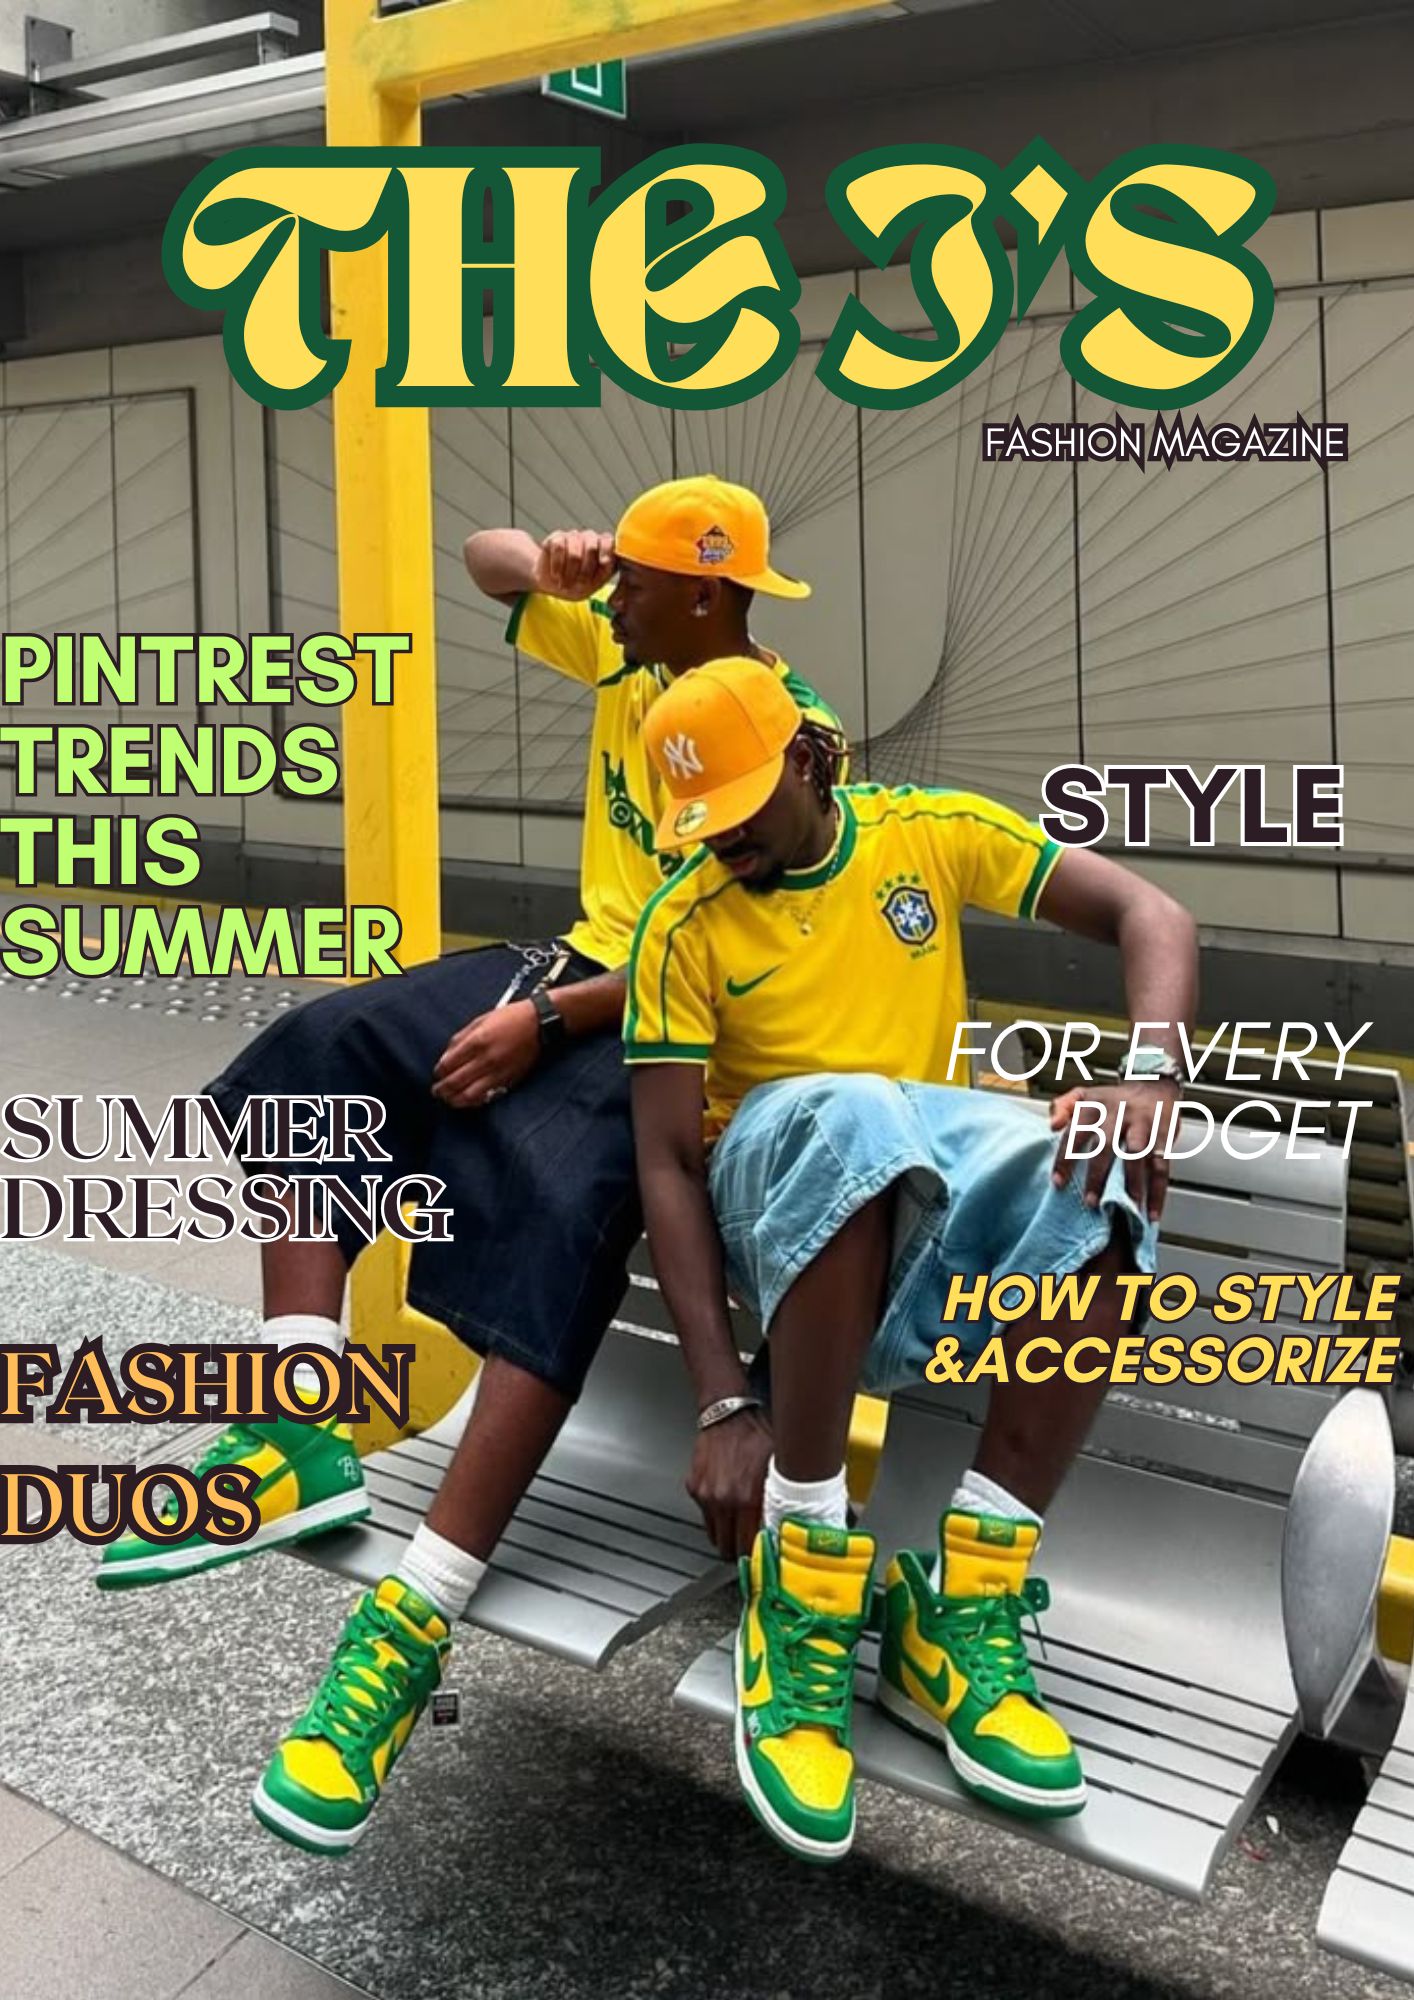 THE J'S
FASHION MAGAZINE
PINTREST
TRENDS
THIS
SUMMER
STYLE
FOR EVERY
BUDGET
SUMMER
DRESSING
HOW TO STYLE
&ACCESSORIZE
FASHION
DUOS
NY